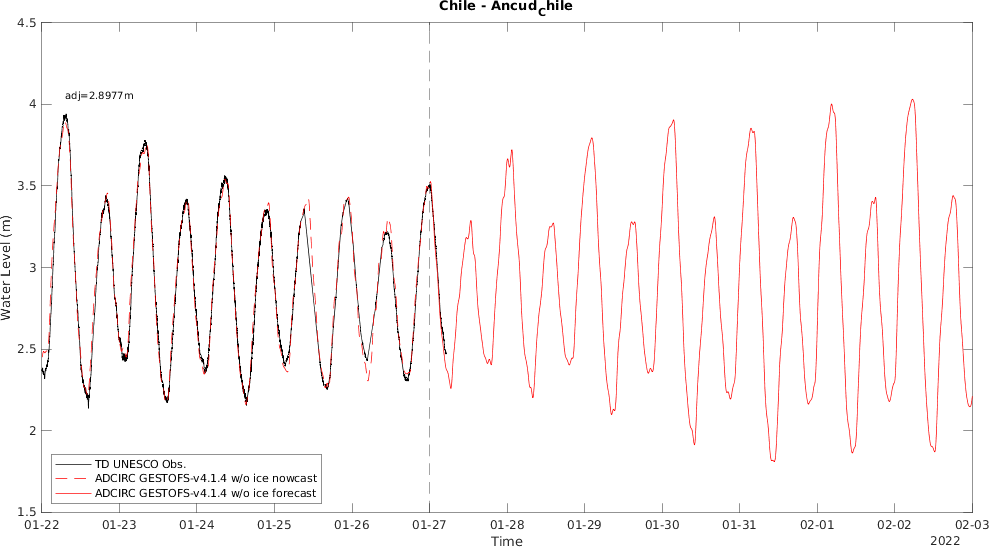 Chile - Ancud_Chile
4.5
adj=2.8977m
4
3.5
3
Water Level (m)
2.5
2
TD UNESCO Obs.
ADCIRC GESTOFS-v4.1.4 w/o ice nowcast
ADCIRC GESTOFS-v4.1.4 w/o ice forecast
1.5
01-22 01-23 01-24 01-25 01-26 01-27 01-28 01-29 01-30 01-31 02-01 02-02 02-03
Time
2022